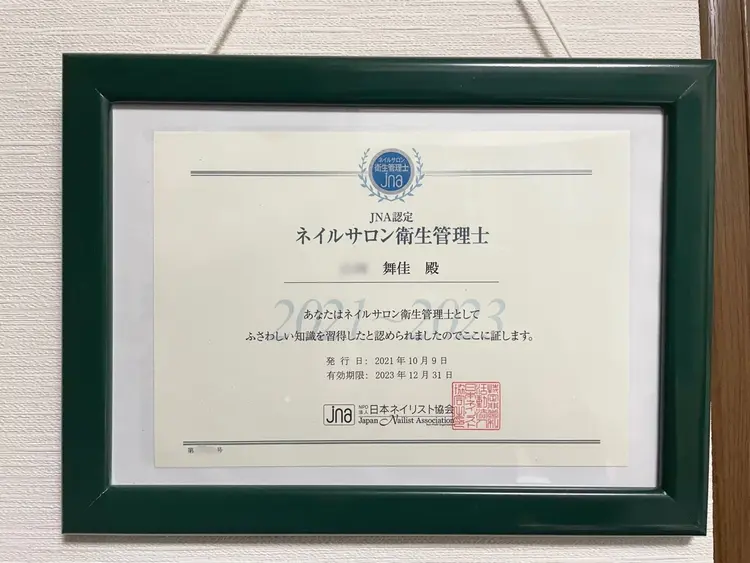 ネイルサロン
衛生管理士
jna
JNA認定
ネイルサロン衛生管理士
舞佳 殿
2021 - 2023
あなたはネイルサロン衛生管理士として
ふさわしい知識を習得したと認められましたのでここに証します。
発 行 日: 2021 年 10 月 9 日
有効期限: 2023 年 12 月 31 日
jna NPO法人 日本ネイリスト協会
Japan Nailist Association
第 号